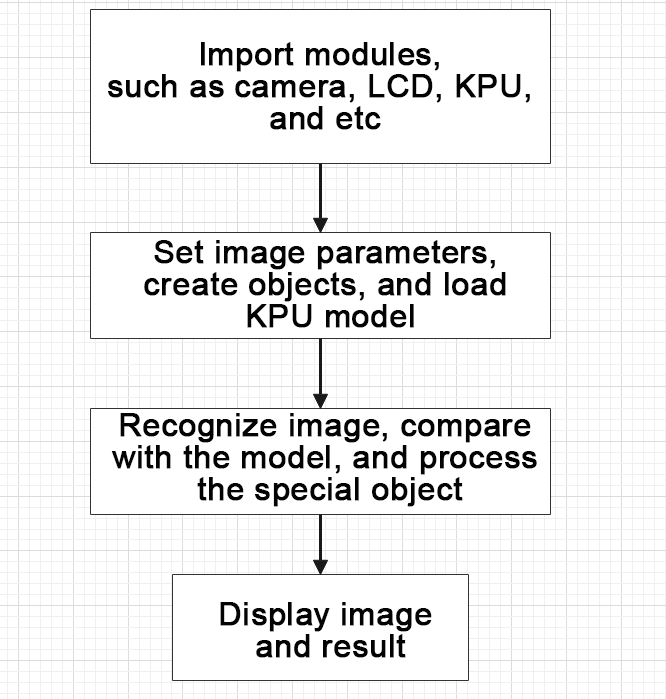 Import modules,
such as camera, LCD, KPU,
and etc
Set image parameters,
create objects, and load
KPU model
Recognize image, compare
with the model, and process
the special object
Display image
and result